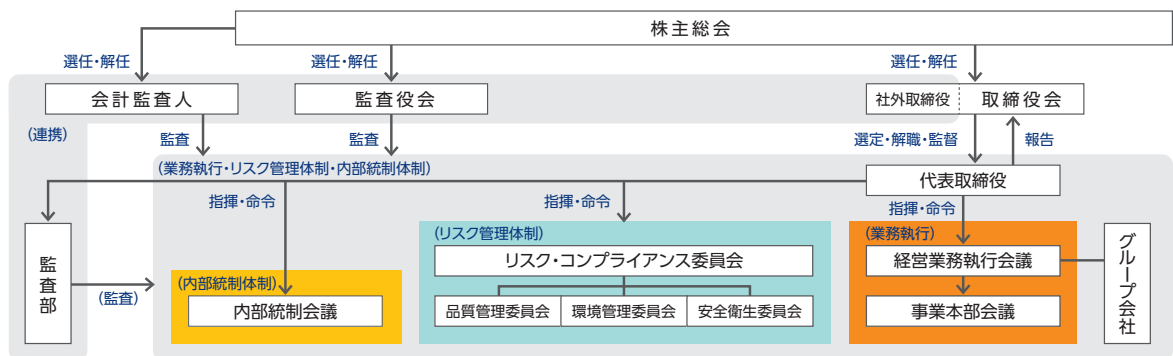 株主総会
選任・解任
選任・解任
選任・解任
会計監査人
監査役会
社外取締役
取締役会
(連携)
監査
監査
選定・解職・監督
報告
(業務執行・リスク管理体制・内部統制体制)
代表取締役
指揮・命令
指揮・命令
指揮・命令
監査部
(監査)
(内部統制体制)
内部統制会議
(リスク管理体制)
リスク・コンプライアンス委員会
品質管理委員会
環境管理委員会
安全衛生委員会
(業務執行)
経営業務執行会議
事業本部会議
グループ会社